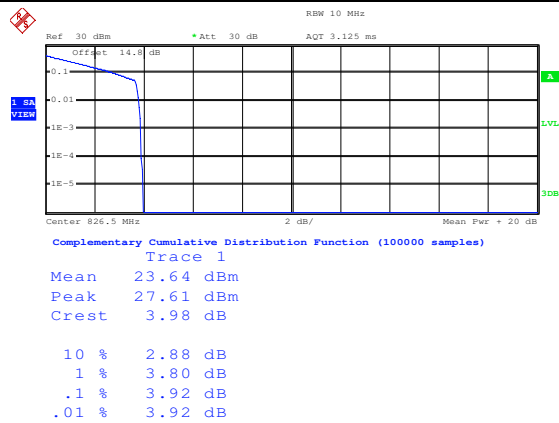 RBW 10 MHz
Ref 30 dBm * Att 30 dB AQT 3.125 ms
Offset 14.8 dB
0.1
A
0.01
1 SA
VIEW
1E-3
LVL
1E-4
1E-5
3DB
Center 826.5 MHz 2 dB/ Mean Pwr + 20 dB
Complementary Cumulative Distribution Function (100000 samples)
Trace 1
Mean 23.64 dBm
Peak 27.61 dBm
Crest 3.98 dB
10 % 2.88 dB
1 % 3.80 dB
.1 % 3.92 dB
.01 % 3.92 dB